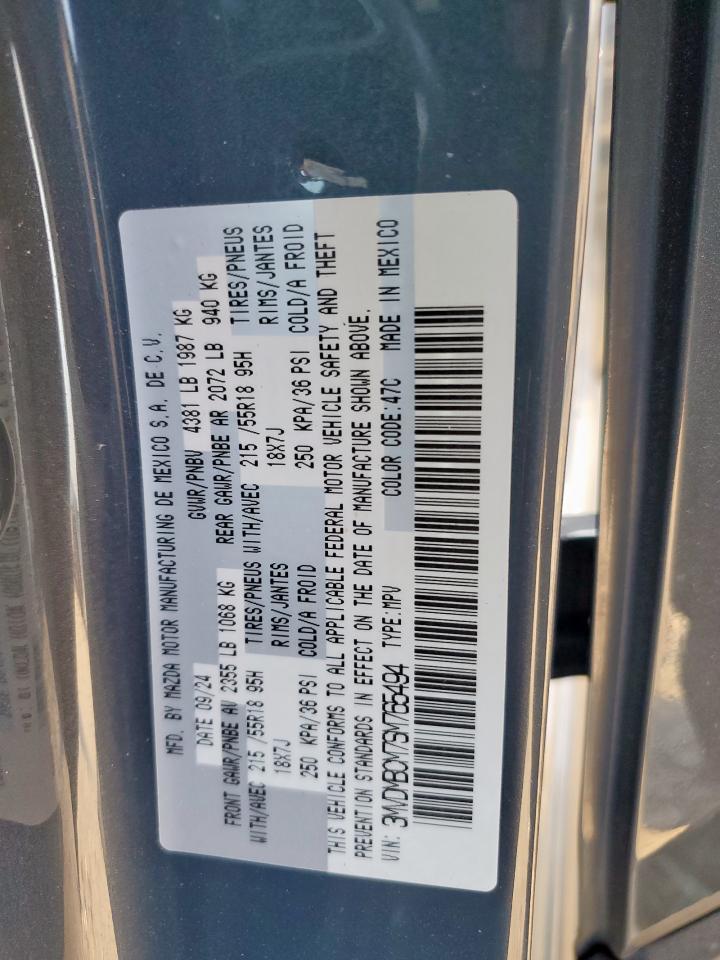 MFD. BY MAZDA MOTOR MANUFACTURING DE MEXICO S.A. DE C.V.
DATE 09/24 GVWR/PNBV 4381 LB 1987 KG
FRONT GAWR/PNBE AV 2355 LB 1068 KG REAR GAWR/PNBE AR 2072 LB 940 KG
WITH/AVEC 215 /55R18 95H TIRES/PNEUS WITH/AVEC 215 /55R18 95H TIRES/PNEUS
18X7J RIMS/JANTES 18X7J RIMS/JANTES
250 KPA/36 PSI COLD/A FROID 250 KPA/36 PSI COLD/A FROID
THIS VEHICLE CONFORMS TO ALL APPLICABLE FEDERAL MOTOR VEHICLE SAFETY AND THEFT
PREVENTION STANDARDS IN EFFECT ON THE DATE OF MANUFACTURE SHOWN ABOVE.
VIN: 3MVDMBCM7SM765494 TYPE:MPV COLOR CODE:47C MADE IN MEXICO